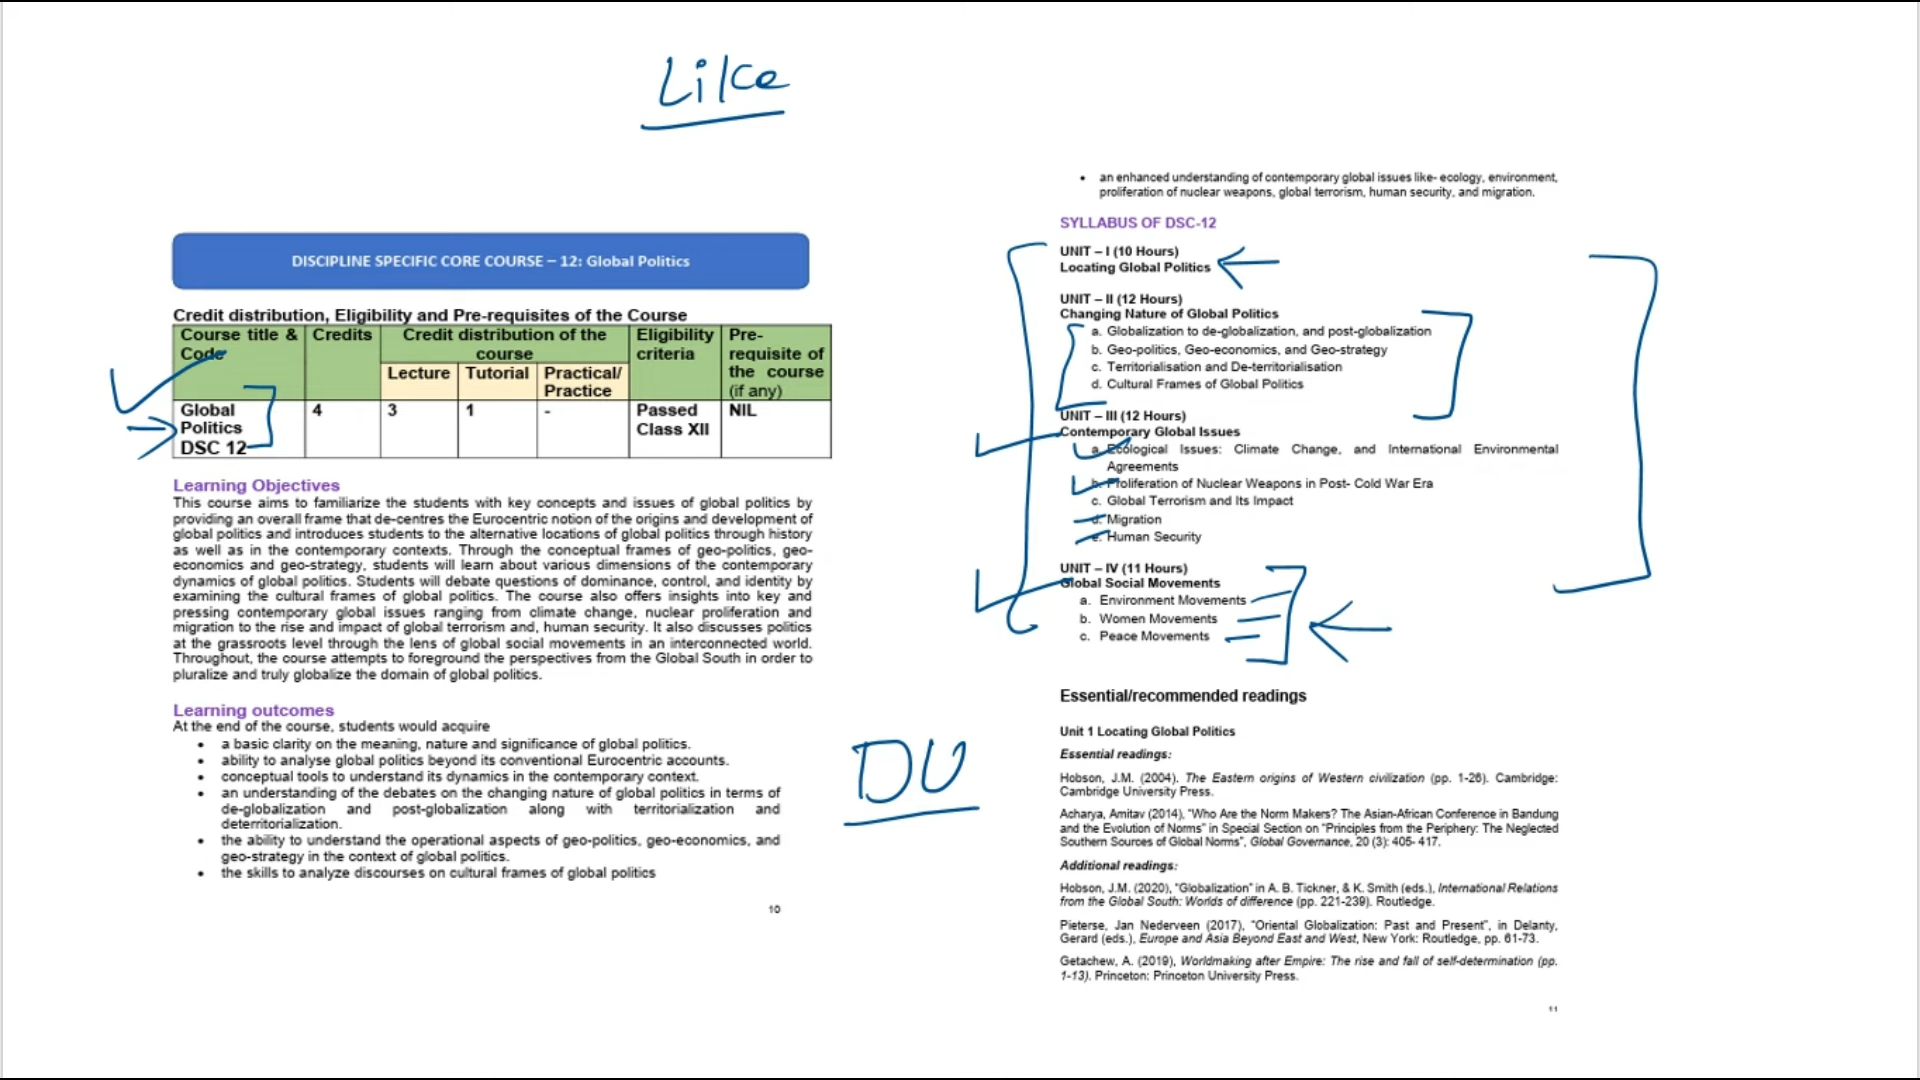 Like
DISCIPLINE SPECIFIC CORE COURSE – 12: Global Politics
Credit distribution, Eligibility and Pre-requisites of the Course
Course title & Code
Credits
Credit distribution of the course
Eligibility criteria
Pre-requisite of the course (if any)
Lecture
Tutorial
Practical/ Practice
Global Politics DSC 12
4
3
1
-
Passed Class XII
NIL
Learning Objectives
This course aims to familiarize the students with key concepts and issues of global politics by
providing an overall frame that de-centres the Eurocentric notion of the origins and development of
global politics and introduces students to the alternative locations of global politics through history
as well as in the contemporary contexts. Through the conceptual frames of geo-politics, geo-
economics and geo-strategy, students will learn about various dimensions of the contemporary
dynamics of global politics. Students will debate questions of dominance, control, and identity by
examining the cultural frames of global politics. The course also offers insights into key and
pressing contemporary global issues ranging from climate change, nuclear proliferation and
migration to the rise and impact of global terrorism and, human security. It also discusses politics
at the grassroots level through the lens of global social movements in an interconnected world.
Throughout, the course attempts to foreground the perspectives from the Global South in order to
pluralize and truly globalize the domain of global politics.
Learning outcomes
At the end of the course, students would acquire
• a basic clarity on the meaning, nature and significance of global politics.
• ability to analyse global politics beyond its conventional Eurocentric accounts.
• conceptual tools to understand its dynamics in the contemporary context.
• an understanding of the debates on the changing nature of global politics in terms of
de-globalization and post-globalization along with territorialization and
deterritorialization.
• the ability to understand the operational aspects of geo-politics, geo-economics, and
geo-strategy in the context of global politics.
• the skills to analyze discourses on cultural frames of global politics
10
DU
• an enhanced understanding of contemporary global issues like- ecology, environment,
proliferation of nuclear weapons, global terrorism, human security, and migration.
SYLLABUS OF DSC-12
UNIT – I (10 Hours)
Locating Global Politics
UNIT – II (12 Hours)
Changing Nature of Global Politics
a. Globalization to de-globalization, and post-globalization
b. Geo-politics, Geo-economics, and Geo-strategy
c. Territorialisation and De-territorialisation
d. Cultural Frames of Global Politics
UNIT – III (12 Hours)
Contemporary Global Issues
a. Ecological Issues: Climate Change, and International Environmental
Agreements
b. Proliferation of Nuclear Weapons in Post- Cold War Era
c. Global Terrorism and Its Impact
d. Migration
e. Human Security
UNIT – IV (11 Hours)
Global Social Movements
a. Environment Movements
b. Women Movements
c. Peace Movements
Essential/recommended readings
Unit 1 Locating Global Politics
Essential readings:
Hobson, J.M. (2004). The Eastern origins of Western civilization (pp. 1-26). Cambridge:
Cambridge University Press.
Acharya, Amitav (2014), "Who Are the Norm Makers? The Asian-African Conference in Bandung
and the Evolution of Norms" in Special Section on "Principles from the Periphery: The Neglected
Southern Sources of Global Norms", Global Governance, 20 (3): 405- 417.
Additional readings:
Hobson, J.M. (2020), "Globalization" in A. B. Tickner, & K. Smith (eds.), International Relations
from the Global South: Worlds of difference (pp. 221-239). Routledge.
Pieterse, Jan Nederveen (2017), "Oriental Globalization: Past and Present", in Delanty,
Gerard (eds.), Europe and Asia Beyond East and West, New York: Routledge, pp. 61-73.
Getachew, A. (2019), Worldmaking after Empire: The rise and fall of self-determination (pp.
1-13). Princeton: Princeton University Press.
11